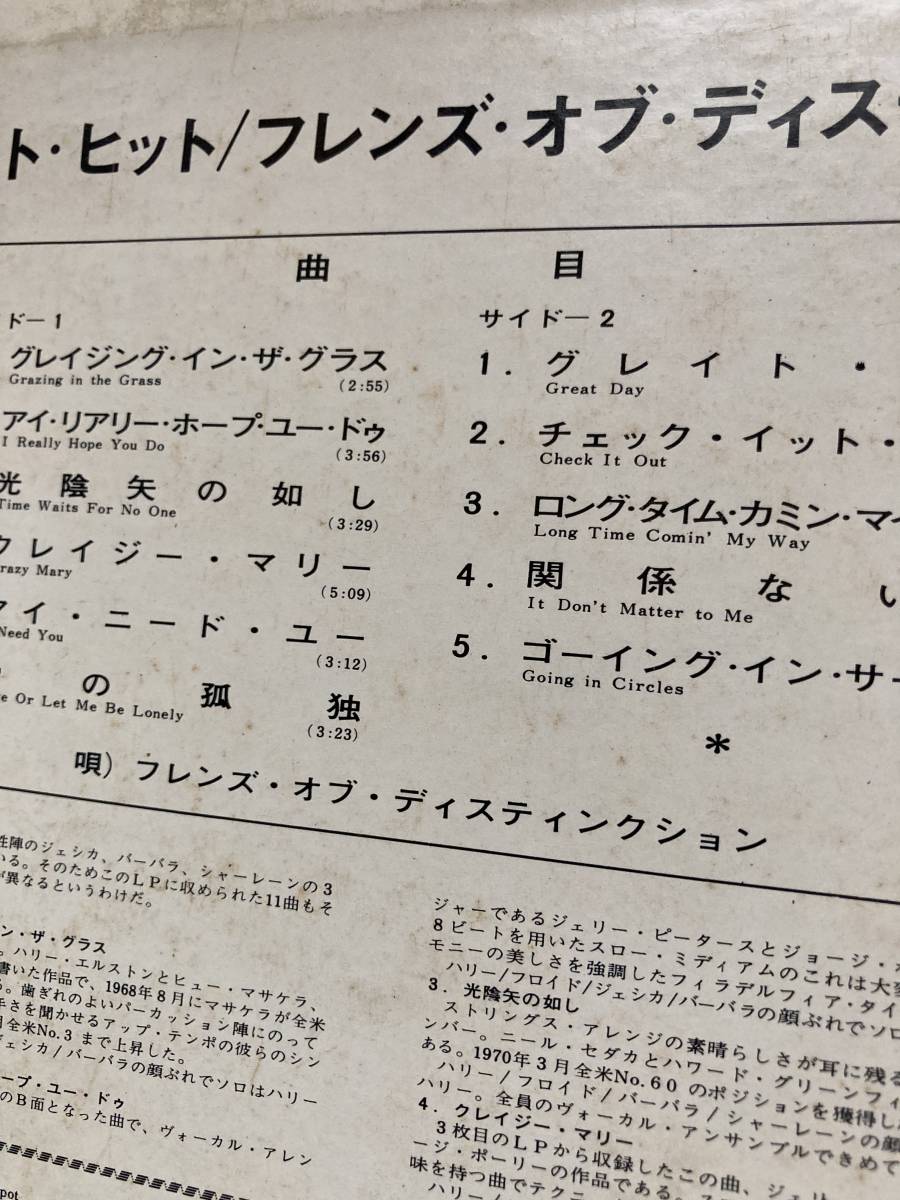 ト・ヒット/フレンズ・オブ・ディス
曲目
ドー1
グレイジング・イン・ザ・グラス
Grazing in the Grass (2:55)
アイ・リアリー・ホープ・ユー・ドゥ
I Really Hope You Do (3:56)
光陰矢の如し
Time Waits For No One (3:29)
クレイジー・マリー
razy Mary (5:09)
アイ・ニード・ユー
Need You (3:12)
の孤独
e Or Let Me Be Lonely (3:23)
サイドー2
1. グレイト・
Great Day
2. チェック・イット・
Check It Out
3. ロング・タイム・カミン・マイ
Long Time Comin' My Way
4. 関係ない
It Don't Matter to Me
5. ゴーイング・イン・サー
Going in Circles
*
唄)フレンズ・オブ・ディスティンクション
性陣のジェシカ、バーバラ、シャーレーンの3
いる。そのためこのLPに収められた11曲もそ
が異なるというわけだ。
ン・ザ・グラス
。ハリー・エルストンとヒュー・マサケラ、
書いた作品で、1968年8月にマサケラが全米
る。歯ぎれのよいパーカッション陣にのって
手さを聞かせるアップ・テンポの彼らのシン
月全米No.3 まで上昇した。
ジェシカ/バーバラの顔ぶれでソロはハリー
ープ・ユー・ドゥ
のB面となった曲で、ヴォーカル・アレン
pot
ジャーであるジェリー・ピータースとジョージ・
8ビートを用いたスロー・ミディアムのこれは大
モニーの美しさを強調したフィラデルフィア・タイ
ハリー/フロイド/ジェシカ/バーバラの顔ぶれでソロ
3. 光陰矢の如し
ストリングス・アレンジの素晴らしさが耳に残る
ンバー。ニール・セダカとハワード・グリーンフィ
ある。1970年3月全米No.60 のポジションを獲得し
ハリー/フロイド/バーバラ/シャーレーンの顔
ハリー。全員のヴォーカル・アンサンブルできめて
4. クレイジー・マリー
3枚目のLPから収録したこの曲、ジェリ
ージ・ポーリーの作品である。
味を持つ曲でテクニ
ハリー/